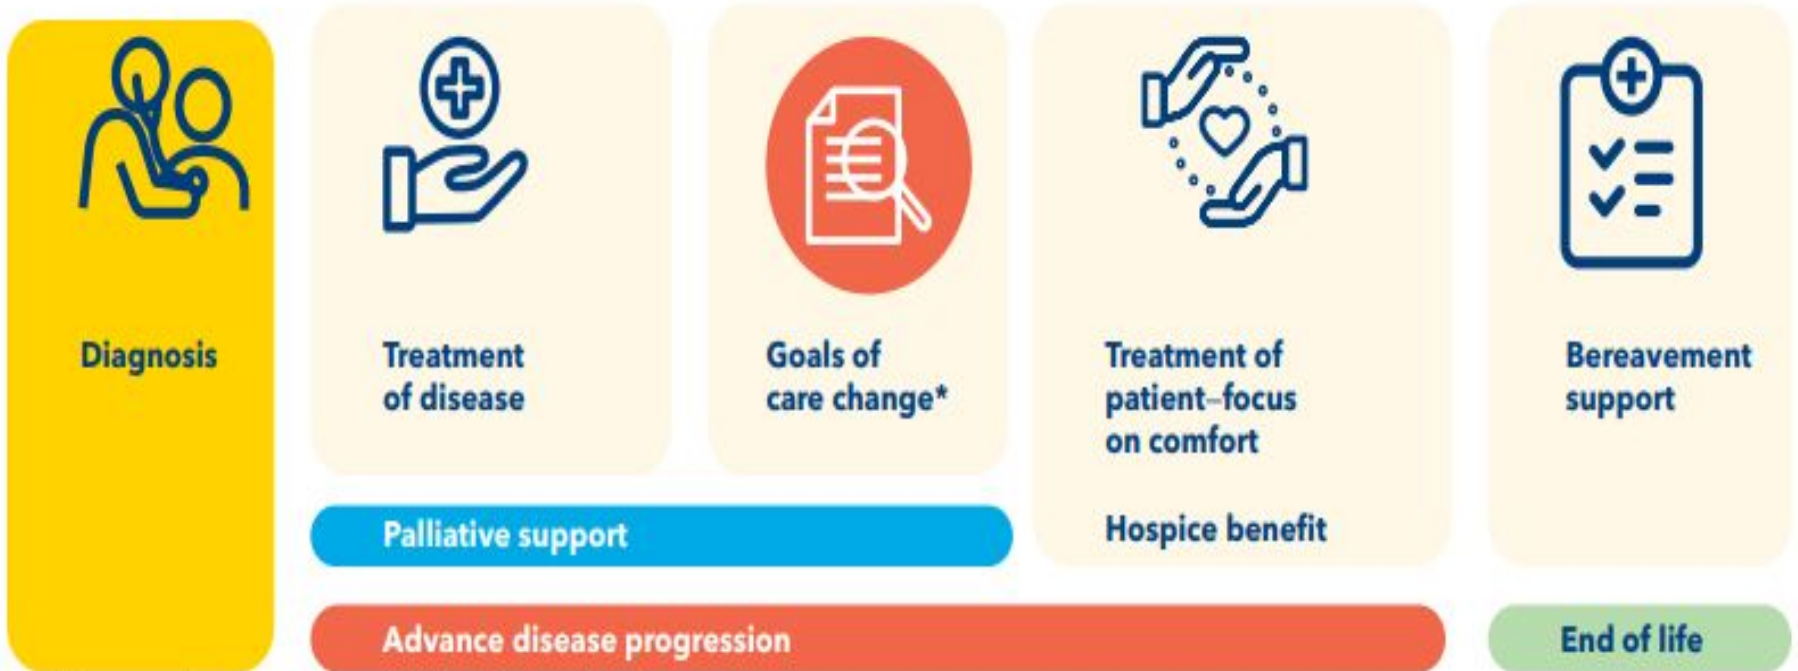 Diagnosis
Treatment
of disease
Goals of
care change*
Treatment of
patient–focus
on comfort
Hospice benefit
Bereavement
support
Palliative support
Advance disease progression
End of life